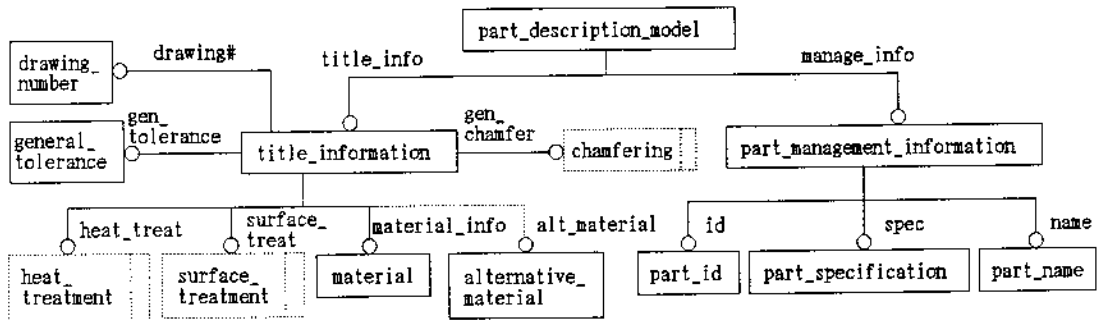 part_description_model
drawing_
number
drawing#
title_info
manage_info
general_
tolerance
gen_
tolerance
title_information
gen_
chamfer
chamfering
part_management_information
heat_treat
surface_
treat
material_info
alt_material
id
spec
name
heat_
treatment
surface_
treatment
material
alternative_
material
part_id
part_specification
part_name